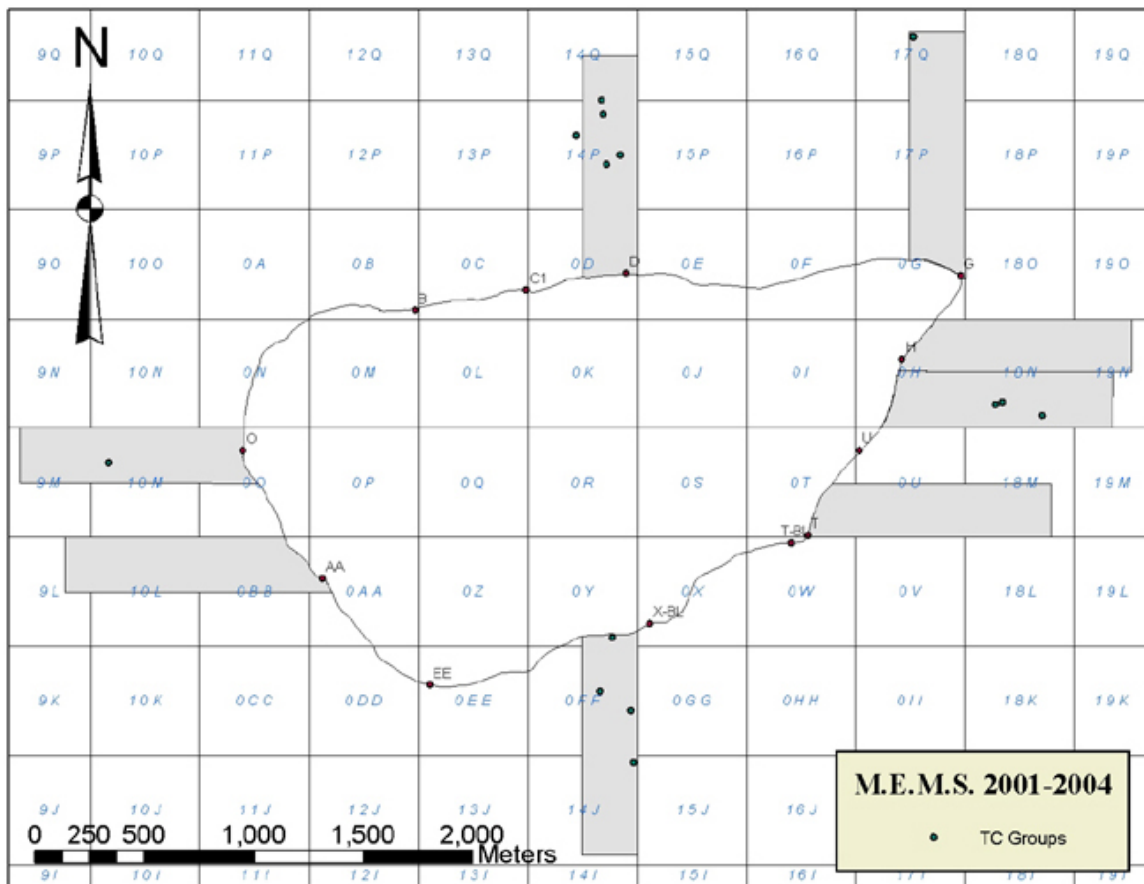 N
9Q 10Q 11Q 12Q 13Q 14Q 15Q 16Q 17Q 18Q 19Q
9P 10P 11P 12P 13P 14P 15P 16P 17P 18P 19P
9O 10O 0A 0B 0C 0D 0E 0F 0G 18O 19O
B C1 D G
9N 10N 0N 0M 0L 0K 0J 0I 0H 18N 19N
H
O U
9M 10M 0O 0P 0Q 0R 0S 0T 0U 18M 19M
T-BL T
9L 10L 0BB 0AA 0Z 0Y 0X 0W 0V 18L 19L
AA X-BL
EE
9K 10K 0CC 0DD 0EE 0FF 0GG 0HH 0II 18K 19K
9J 10J 11J 12J 13J 14J 15J 16J
0 250 500 1,000 1,500 2,000
Meters
M.E.M.S. 2001-2004
TC Groups
9I 10I 11I 12I 13I 14I 15I 16I 17I 18I 19I